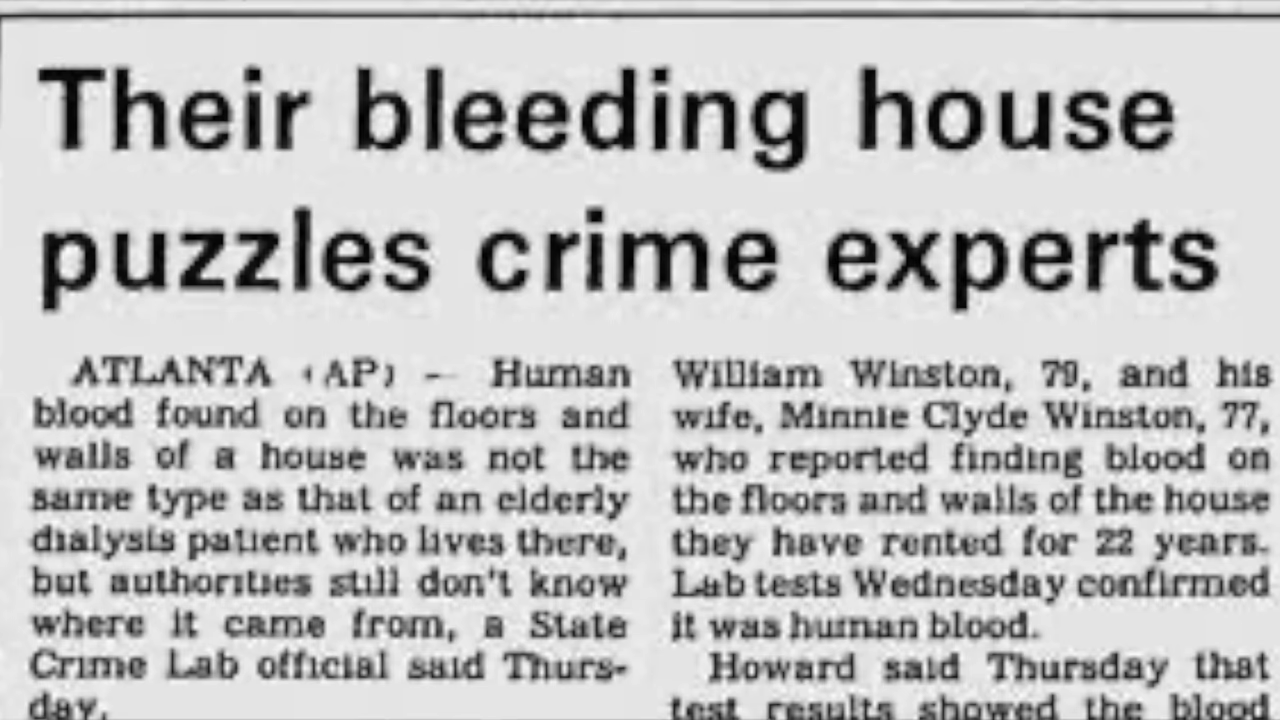 Their bleeding house
puzzles crime experts
ATLANTA (AP) — Human
blood found on the floors and
walls of a house was not the
same type as that of an elderly
dialysis patient who lives there,
but authorities still don't know
where it came from, a State
Crime Lab official said Thurs-
day.
William Winston, 79, and his
wife, Minnie Clyde Winston, 77,
who reported finding blood on
the floors and walls of the house
they have rented for 22 years.
Lab tests Wednesday confirmed
it was human blood.
Howard said Thursday that
test results showed the blood